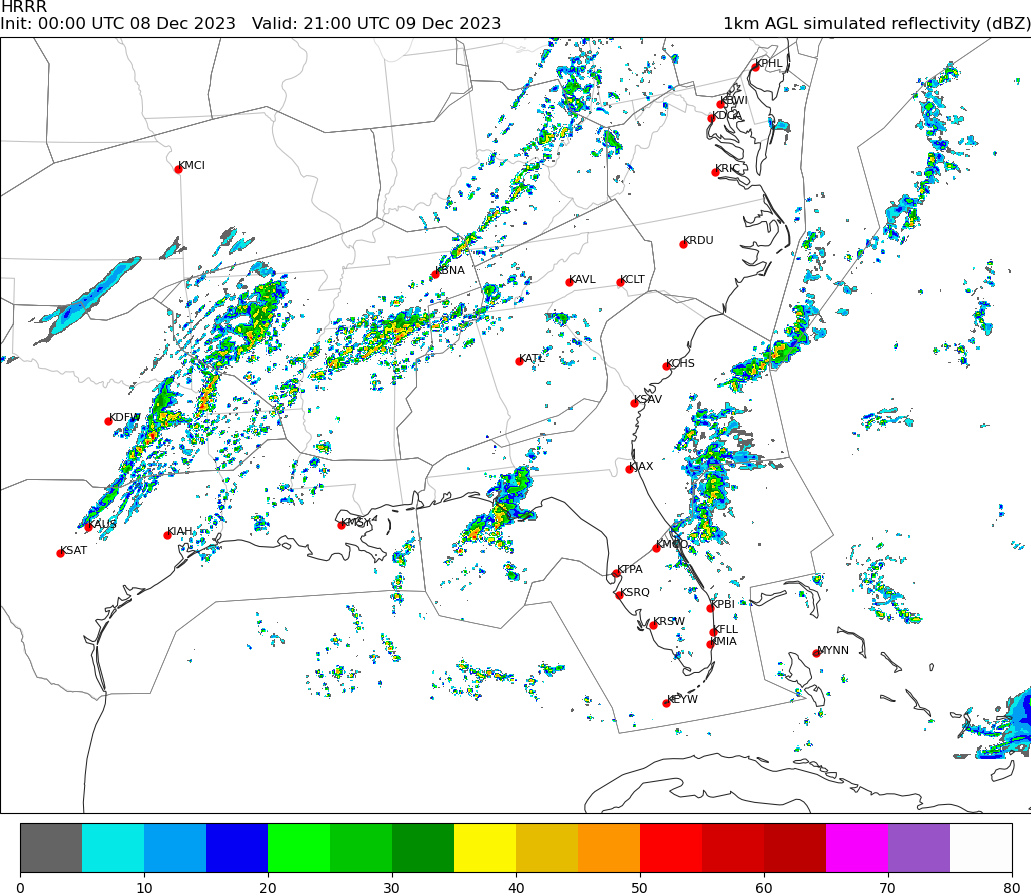 HRRR
Init: 00:00 UTC 08 Dec 2023 Valid: 21:00 UTC 09 Dec 2023 1km AGL simulated reflectivity (dBZ)
KPHL
KBWI
KDCA
KMCI
KRIC
KRDU
KBNA
KAVL KCLT
KATL KCHS
KSAV
KDFW
KJAX
KAUS KMSY
KIAH
KSAT KMCO
KTPA
KSRQ
KPBI
KRSW KFLL
KMIA
MYNN
KEYW
0 10 20 30 40 50 60 70 80